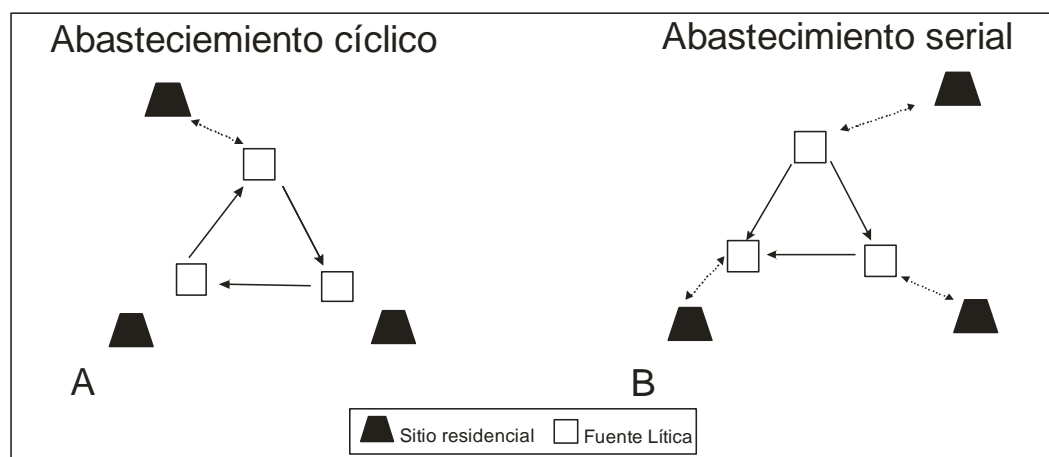 Abasteciemiento cíclico
Abastecimiento serial
A
B
Sitio residencial
Fuente Lítica